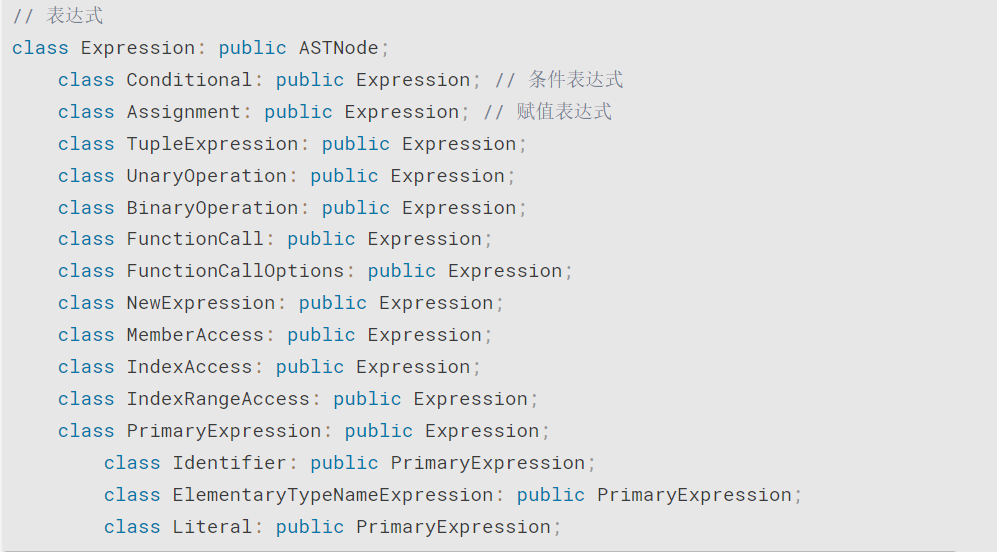 // 表达式
class Expression: public ASTNode;
    class Conditional: public Expression; // 条件表达式
    class Assignment: public Expression; // 赋值表达式
    class TupleExpression: public Expression;
    class UnaryOperation: public Expression;
    class BinaryOperation: public Expression;
    class FunctionCall: public Expression;
    class FunctionCallOptions: public Expression;
    class NewExpression: public Expression;
    class MemberAccess: public Expression;
    class IndexAccess: public Expression;
    class IndexRangeAccess: public Expression;
    class PrimaryExpression: public Expression;
        class Identifier: public PrimaryExpression;
        class ElementaryTypeNameExpression: public PrimaryExpression;
        class Literal: public PrimaryExpression;